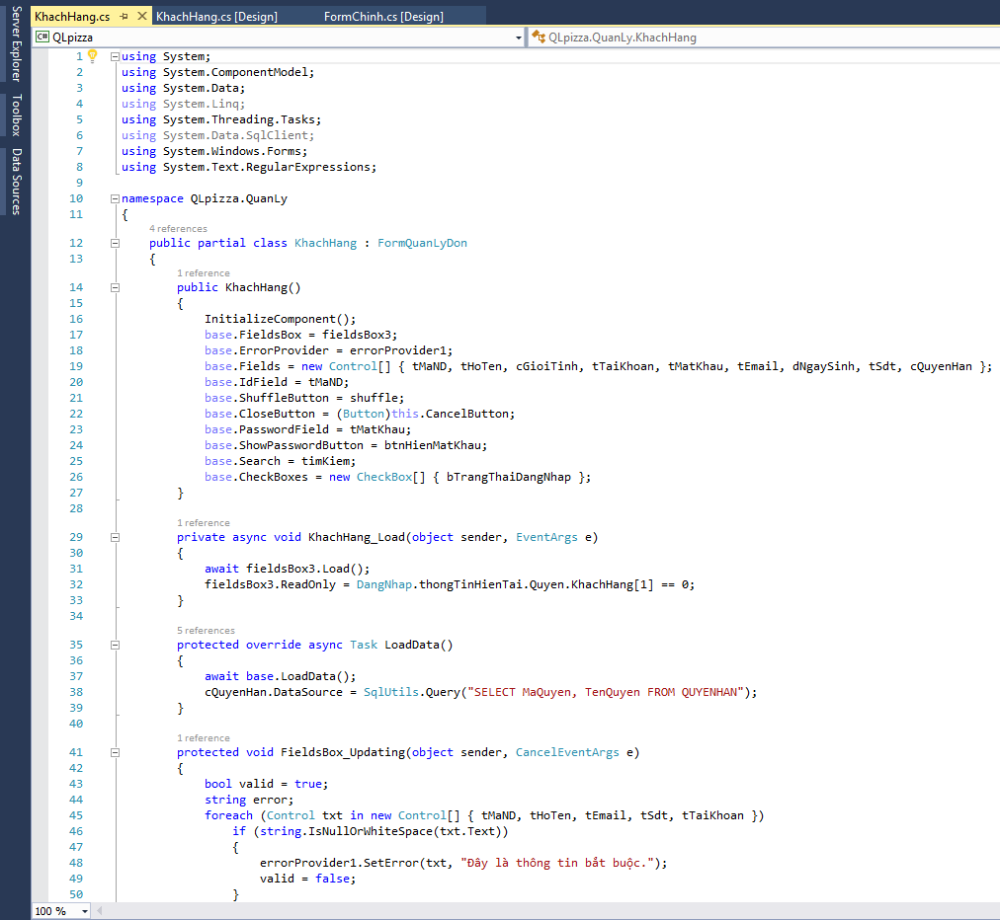 Server Explorer
Toolbox
Data Sources
KhachHang.cs KhachHang.cs [Design] FormChinh.cs [Design]
C# QLpizza QLpizza.QuanLy.KhachHang
1 using System;
2 using System.ComponentModel;
3 using System.Data;
4 using System.Linq;
5 using System.Threading.Tasks;
6 using System.Data.SqlClient;
7 using System.Windows.Forms;
8 using System.Text.RegularExpressions;
9
10 namespace QLpizza.QuanLy
11 {
4 references
12 public partial class KhachHang : FormQuanLyDon
13 {
1 reference
14 public KhachHang()
15 {
16 InitializeComponent();
17 base.FieldsBox = fieldsBox3;
18 base.ErrorProvider = errorProvider1;
19 base.Fields = new Control[] { tMaND, tHoTen, cGioiTinh, tTaiKhoan, tMatKhau, tEmail, dNgaySinh, tSdt, cQuyenHan };
20 base.IdField = tMaND;
21 base.ShuffleButton = shuffle;
22 base.CloseButton = (Button)this.CancelButton;
23 base.PasswordField = tMatKhau;
24 base.ShowPasswordButton = btnHienMatKhau;
25 base.Search = timKiem;
26 base.CheckBoxes = new CheckBox[] { bTrangThaiDangNhap };
27 }
28
1 reference
29 private async void KhachHang_Load(object sender, EventArgs e)
30 {
31 await fieldsBox3.Load();
32 fieldsBox3.ReadOnly = DangNhap.thongTinHienTai.Quyen.KhachHang[1] == 0;
33 }
34
5 references
35 protected override async Task LoadData()
36 {
37 await base.LoadData();
38 cQuyenHan.DataSource = SqlUtils.Query("SELECT MaQuyen, TenQuyen FROM QUYENHAN");
39 }
40
1 reference
41 protected void FieldsBox_Updating(object sender, CancelEventArgs e)
42 {
43 bool valid = true;
44 string error;
45 foreach (Control txt in new Control[] { tMaND, tHoTen, tEmail, tSdt, tTaiKhoan })
46 if (string.IsNullOrWhiteSpace(txt.Text))
47 {
48 errorProvider1.SetError(txt, "Đây là thông tin bắt buộc.");
49 valid = false;
50 }
100 %